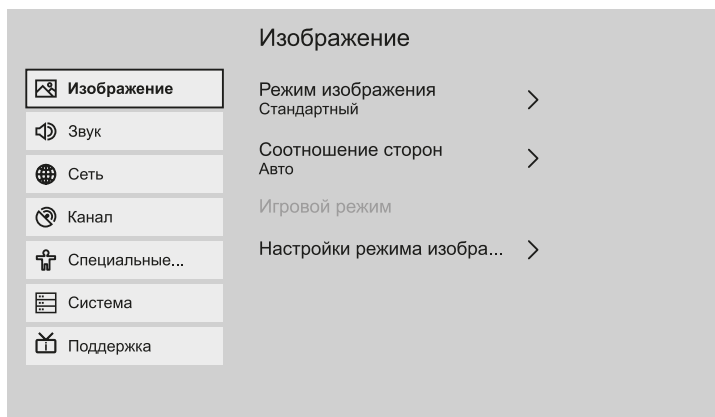 Изображение
Изображение
Звук
Сеть
Канал
Специальные...
Система
Поддержка
Режим изображения
Стандартный
Соотношение сторон
Авто
Игровой режим
Настройки режима изобра...